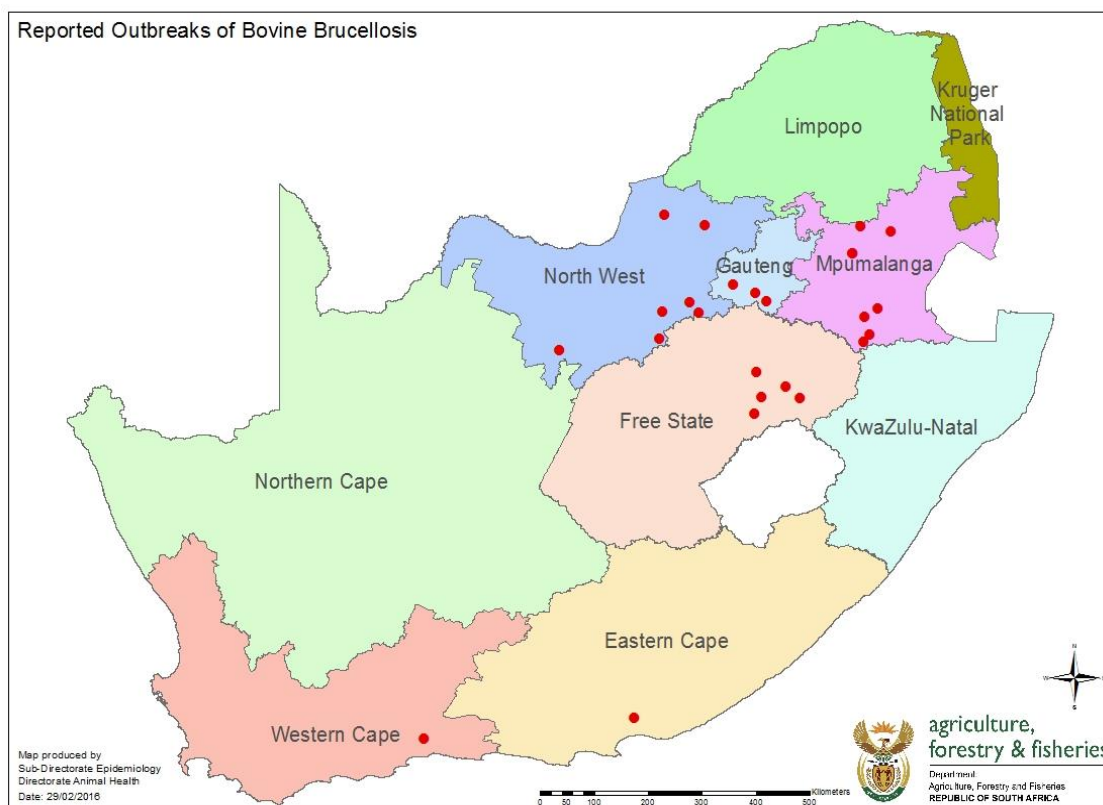 Reported Outbreaks of Bovine Brucellosis
Kruger
National
Park
Limpopo
North West
Gauteng
Mpumalanga
Free State
KwaZulu-Natal
Northern Cape
Eastern Cape
Western Cape
N
W
S
Map produced by
Sub-Directorate Epidemiology
Directorate Animal Health
Date: 29/02/2016
Kilometers
0 50 100 200 300 400 500
agriculture,
forestry & fisheries
Department:
Agriculture, Forestry and Fisheries
REPUBLIC OF SOUTH AFRICA